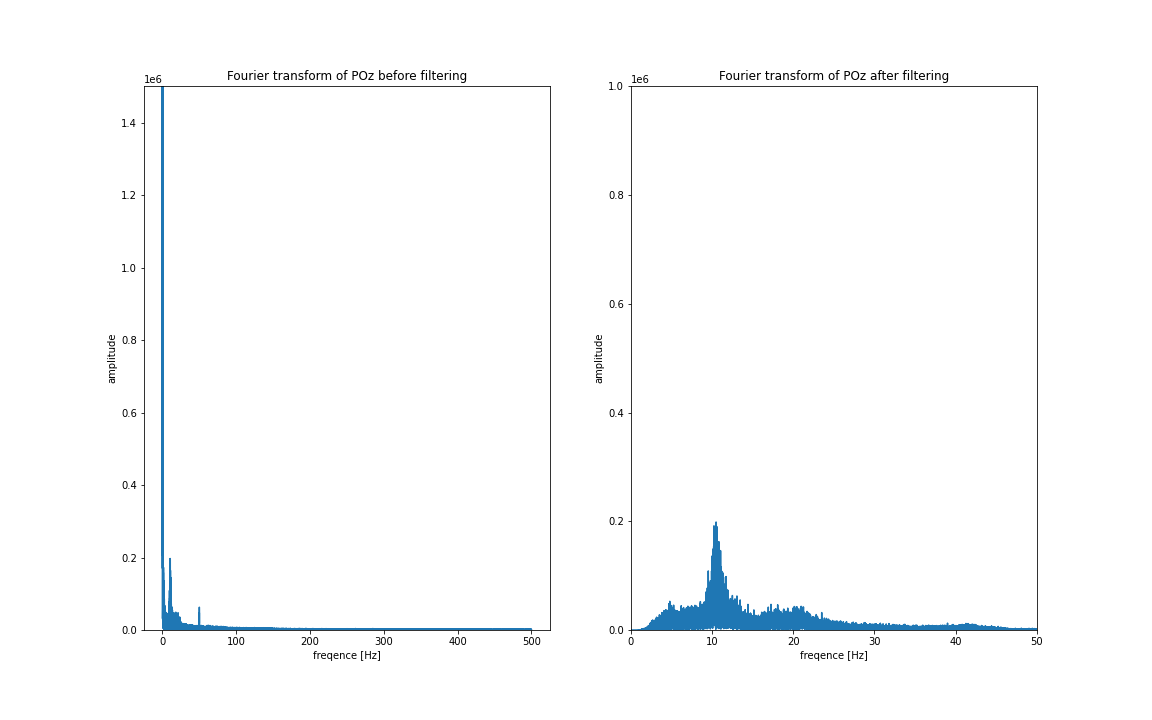 Fourier transform of POz before filtering
1e6
1.4
1.2
1.0
0.8
0.6
0.4
0.2
0.0
amplitude
0 100 200 300 400 500
freqence [Hz]
Fourier transform of POz after filtering
1e6
1.0
0.8
0.6
0.4
0.2
0.0
amplitude
0 10 20 30 40 50
freqence [Hz]